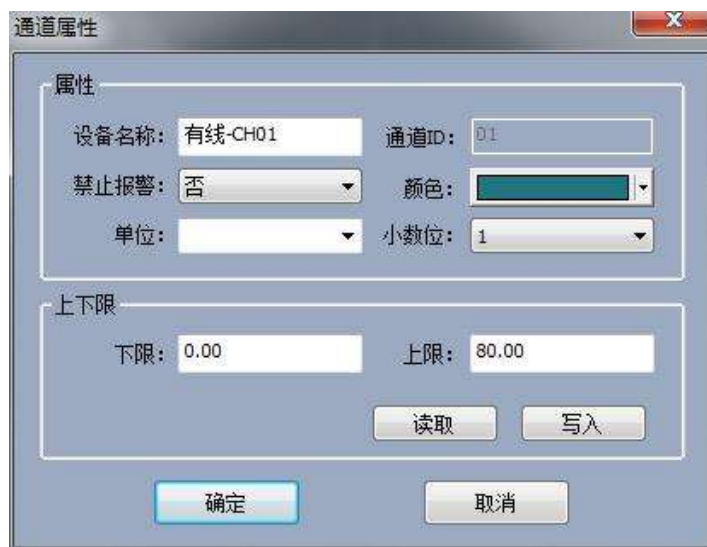 通道属性
属性
设备名称: 有线-CH01 通道ID: 01
禁止报警: 否 颜色:
单位: 小数位: 1
上下限
下限: 0.00 上限: 80.00
读取 写入
确定 取消